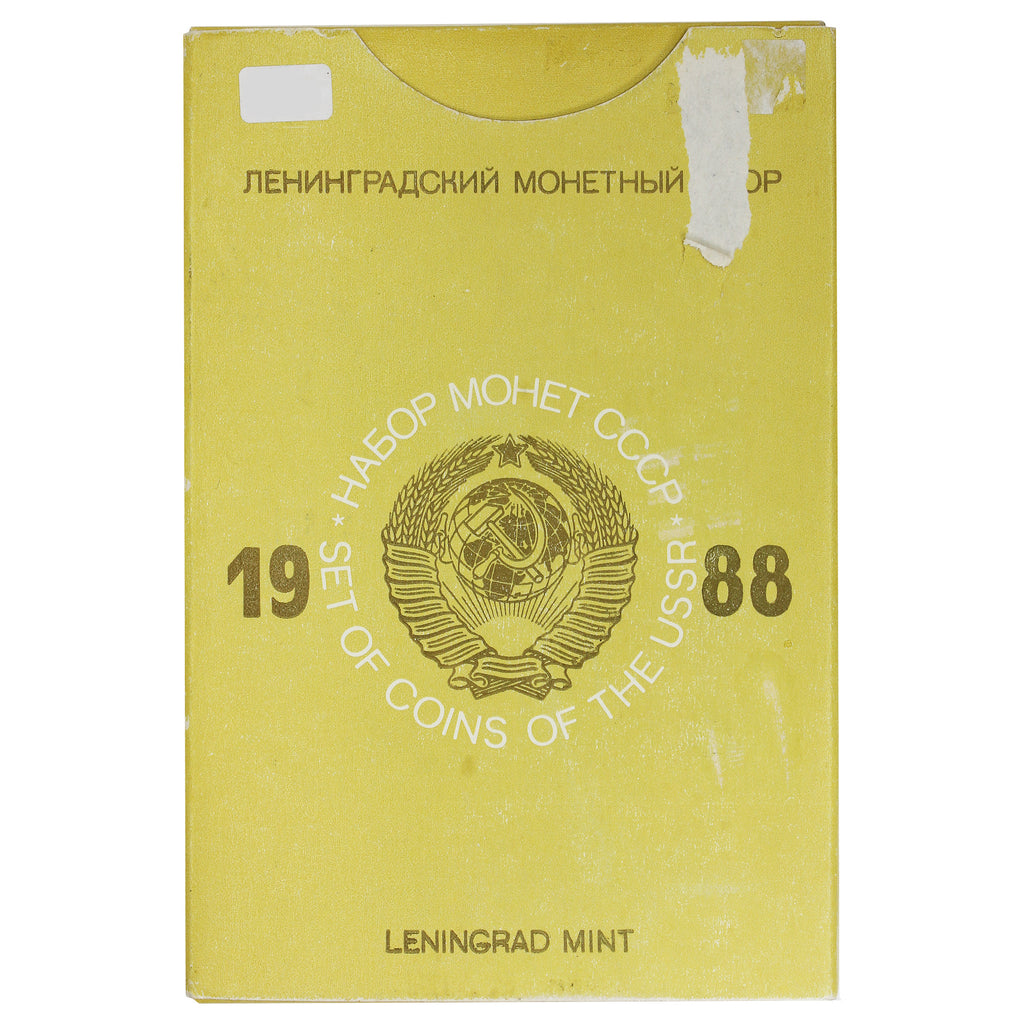 ЛЕНИНГРАДСКИЙ МОНЕТНЫЙ
★ НАБОР МОНЕТ СССР ★
19 88
SET OF COINS OF THE USSR
LENINGRAD MINT